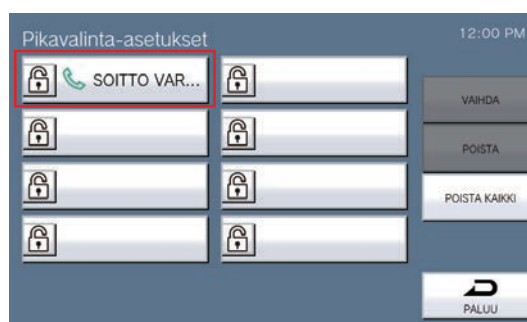 Pikavalinta-asetukset
12:00 PM
SOITTO VAR...
VAIHDA
POISTA
POISTA KAIKKI
PALUU